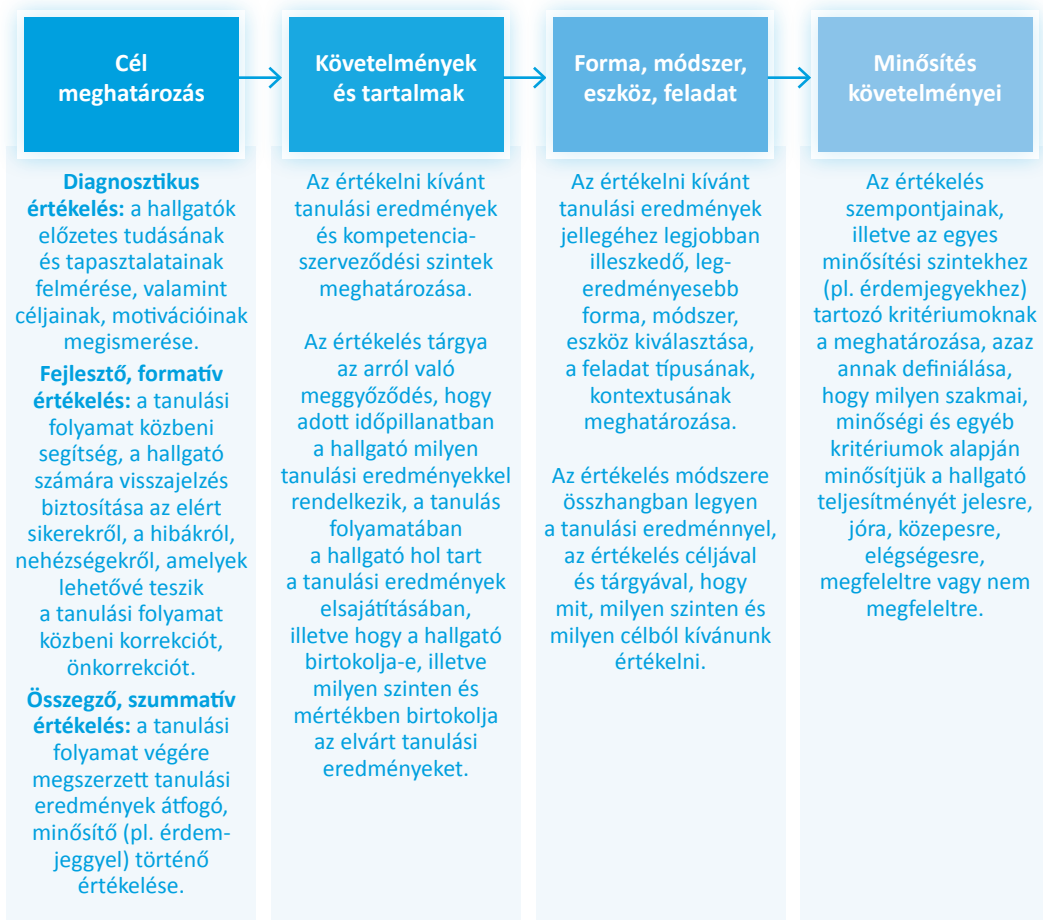 Cél
meghatározás
Diagnosztikus
értékelés: a hallgatók
előzetes tudásának
és tapasztalatainak
felmérése, valamint
céljainak, motivációinak
megismerése.
Fejlesztő, formatív
értékelés: a tanulási
folyamat közbeni
segítség, a hallgató
számára visszajelzés
biztosítása az elért
sikerekről, a hibákról,
nehézségekről, amelyek
lehetővé teszik
a tanulási folyamat
közbeni korrekciót,
önkorrekciót.
Összegző, szummatív
értékelés: a tanulási
folyamat végére
megszerzett tanulási
eredmények átfogó,
minősítő (pl. érdem-
jeggyel) történő
értékelése.
Követelmények
és tartalmak
Az értékelni kívánt
tanulási eredmények
és kompetencia-
szerveződési szintek
meghatározása.
Az értékelés tárgya
az arról való
meggyőződés, hogy
adott időpillanatban
a hallgató milyen
tanulási eredményekkel
rendelkezik, a tanulás
folyamatában
a hallgató hol tart
a tanulási eredmények
elsajátításában,
illetve hogy a hallgató
birtokolja-e, illetve
milyen szinten és
mértékben birtokolja
az elvárt tanulási
eredményeket.
Forma, módszer,
eszköz, feladat
Az értékelni kívánt
tanulási eredmények
jellegéhez legjobban
illeszkedő, leg-
eredményesebb
forma, módszer,
eszköz kiválasztása,
a feladat típusának,
kontextusának
meghatározása.
Az értékelés módszere
összhangban legyen
a tanulási eredménnyel,
az értékelés céljával
és tárgyával, hogy
mit, milyen szinten és
milyen célból kívánunk
értékelni.
Minősítés
követelményei
Az értékelés
szempontjainak,
illetve az egyes
minősítési szintekhez
(pl. érdemjegyekhez)
tartozó kritériumoknak
a meghatározása, azaz
annak definiálása,
hogy milyen szakmai,
minőségi és egyéb
kritériumok alapján
minősítjük a hallgató
teljesítményét jelesre,
jóra, közepesre,
elégségesre,
megfeleltre vagy nem
megfeleltre.